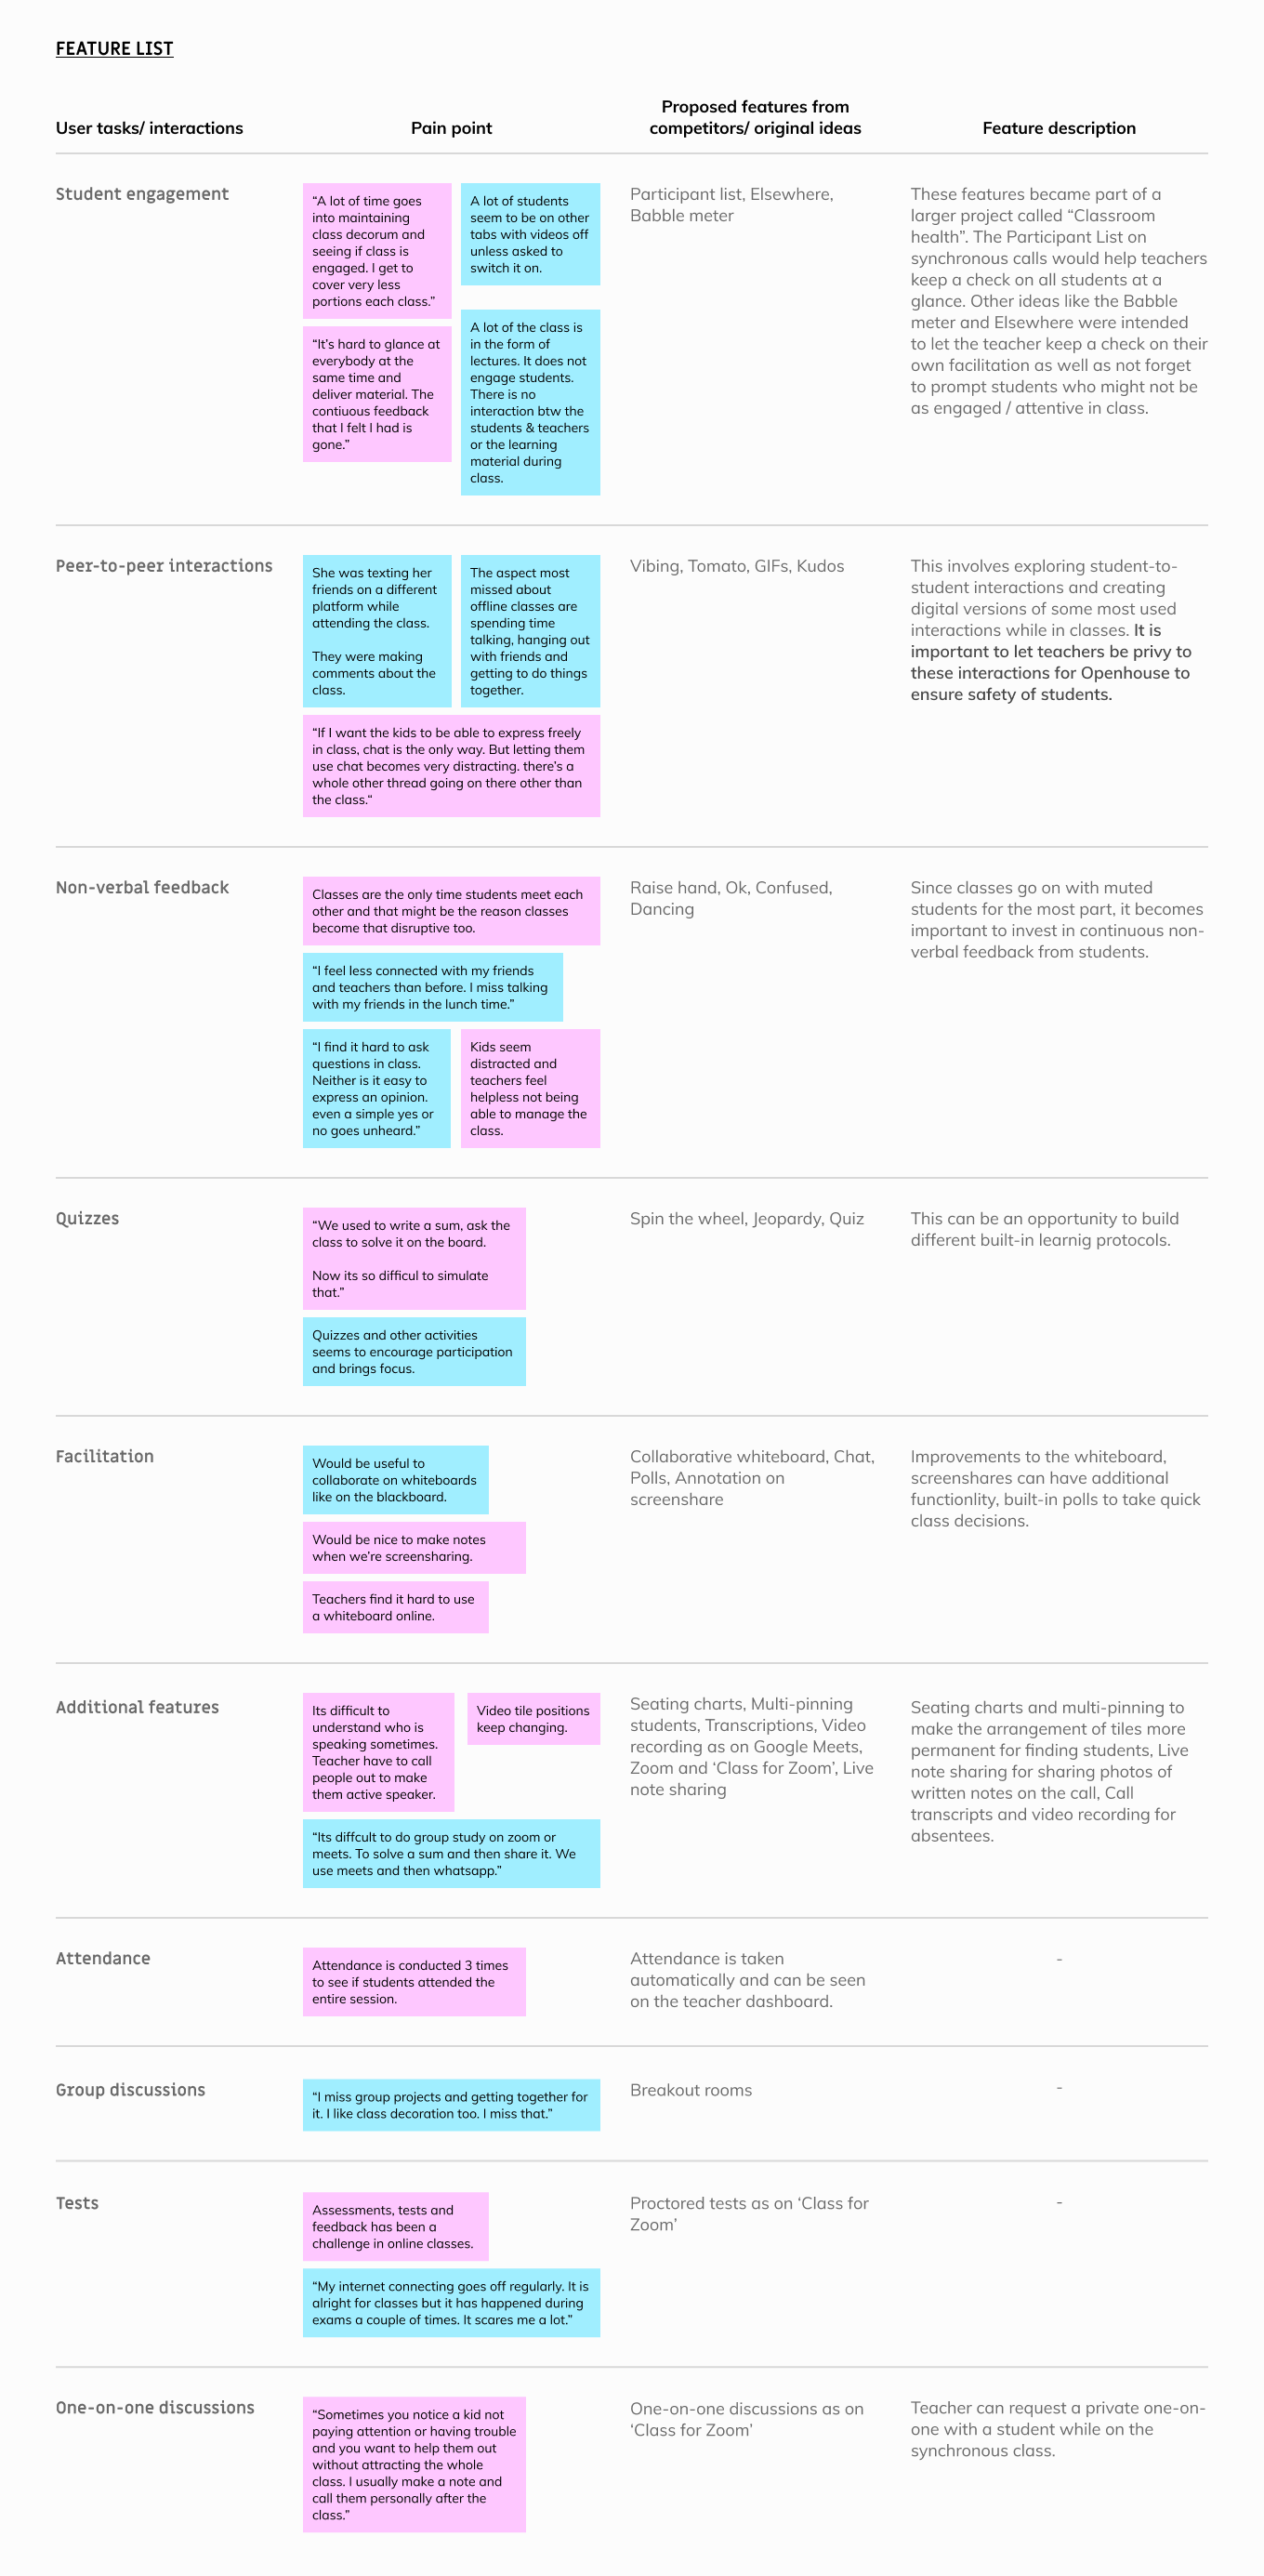 FEATURE LIST
User tasks/ interactions
Pain point
Proposed features from
competitors/ original ideas
Feature description
Student engagement
“A lot of time goes
into maintaining
class decorum and
seeing if class is
engaged. I get to
cover very less
portions each class.”
“It’s hard to glance at
everybody at the
same time and
deliver material. The
contiuous feedback
that I felt I had is
gone.”
A lot of students
seem to be on other
tabs with videos off
unless asked to
switch it on.
A lot of the class is
in the form of
lectures. It does not
engage students.
There is no
interaction btw the
students & teachers
or the learning
material during
class.
Participant list, Elsewhere,
Babble meter
These features became part of a
larger project called “Classroom
health”. The Participant List on
synchronous calls would help teachers
keep a check on all students at a
glance. Other ideas like the Babble
meter and Elsewhere were intended
to let the teacher keep a check on their
own facilitation as well as not forget
to prompt students who might not be
as engaged / attentive in class.
Peer-to-peer interactions
She was texting her
friends on a different
platform while
attending the class.
They were making
comments about the
class.
The aspect most
missed about
offline classes are
spending time
talking, hanging out
with friends and
getting to do things
together.
“If I want the kids to be able to express freely
in class, chat is the only way. But letting them
use chat becomes very distracting. there’s a
whole other thread going on there other than
the class.“
Vibing, Tomato, GIFs, Kudos
This involves exploring student-to-
student interactions and creating
digital versions of some most used
interactions while in classes. It is
important to let teachers be privy to
these interactions for Openhouse to
ensure safety of students.
Non-verbal feedback
Classes are the only time students meet each
other and that might be the reason classes
become that disruptive too.
“I feel less connected with my friends
and teachers than before. I miss talking
with my friends in the lunch time.”
“I find it hard to ask
questions in class.
Neither is it easy to
express an opinion.
even a simple yes or
no goes unheard.”
Kids seem
distracted and
teachers feel
helpless not being
able to manage the
class.
Raise hand, Ok, Confused,
Dancing
Since classes go on with muted
students for the most part, it becomes
important to invest in continuous non-
verbal feedback from students.
Quizzes
“We used to write a sum, ask the
class to solve it on the board.
Now its so difficul to simulate
that.”
Quizzes and other activities
seems to encourage participation
and brings focus.
Spin the wheel, Jeopardy, Quiz
This can be an opportunity to build
different built-in learnig protocols.
Facilitation
Would be useful to
collaborate on whiteboards
like on the blackboard.
Would be nice to make notes
when we’re screensharing.
Teachers find it hard to use
a whiteboard online.
Collaborative whiteboard, Chat,
Polls, Annotation on
screenshare
Improvements to the whiteboard,
screenshares can have additional
functionlity, built-in polls to take quick
class decisions.
Additional features
Its difficult to
understand who is
speaking sometimes.
Teacher have to call
people out to make
them active speaker.
Video tile positions
keep changing.
“Its diffcult to do group study on zoom or
meets. To solve a sum and then share it. We
use meets and then whatsapp.”
Seating charts, Multi-pinning
students, Transcriptions, Video
recording as on Google Meets,
Zoom and ‘Class for Zoom’, Live
note sharing
Seating charts and multi-pinning to
make the arrangement of tiles more
permanent for finding students, Live
note sharing for sharing photos of
written notes on the call, Call
transcripts and video recording for
absentees.
Attendance
Attendance is conducted 3 times
to see if students attended the
entire session.
Attendance is taken
automatically and can be seen
on the teacher dashboard.
-
Group discussions
“I miss group projects and getting together for
it. I like class decoration too. I miss that.”
Breakout rooms
-
Tests
Assessments, tests and
feedback has been a
challenge in online classes.
“My internet connecting goes off regularly. It is
alright for classes but it has happened during
exams a couple of times. It scares me a lot.”
Proctored tests as on ‘Class for
Zoom’
-
One-on-one discussions
“Sometimes you notice a kid not
paying attention or having trouble
and you want to help them out
without attracting the whole
class. I usually make a note and
call them personally after the
class.”
One-on-one discussions as on
‘Class for Zoom’
Teacher can request a private one-on-
one with a student while on the
synchronous class.